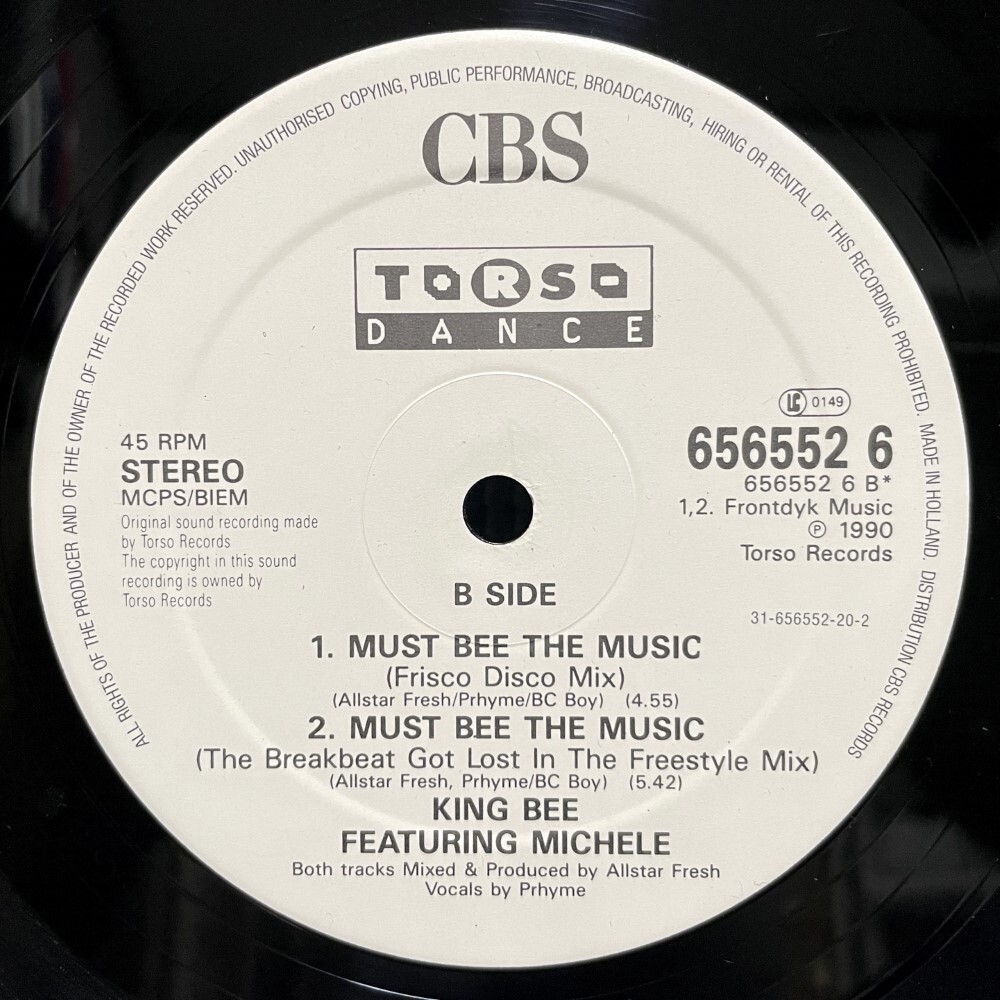 ALL RIGHTS OF THE PRODUCER AND OF THE OWNER OF THE RECORDED WORK RESERVED. UNAUTHORISED COPYING, PUBLIC PERFORMANCE, BROADCASTING, HIRING OR RENTAL OF THIS RECORDING PROHIBITED. MADE IN HOLLAND. DISTRIBUTION CBS RECORDS
CBS
TORSO
DANCE
LC 0149
45 RPM
STEREO
MCPS/BIEM
Original sound recording made
by Torso Records
The copyright in this sound
recording is owned by
Torso Records
656552 6
656552 6 B*
1,2. Frontdyk Music
℗ 1990
Torso Records
31-656552-20-2
B SIDE
1. MUST BEE THE MUSIC
(Frisco Disco Mix)
(Allstar Fresh/Prhyme/BC Boy) (4.55)
2. MUST BEE THE MUSIC
(The Breakbeat Got Lost In The Freestyle Mix)
(Allstar Fresh, Prhyme/BC Boy) (5.42)
KING BEE
FEATURING MICHELE
Both tracks Mixed & Produced by Allstar Fresh
Vocals by Prhyme